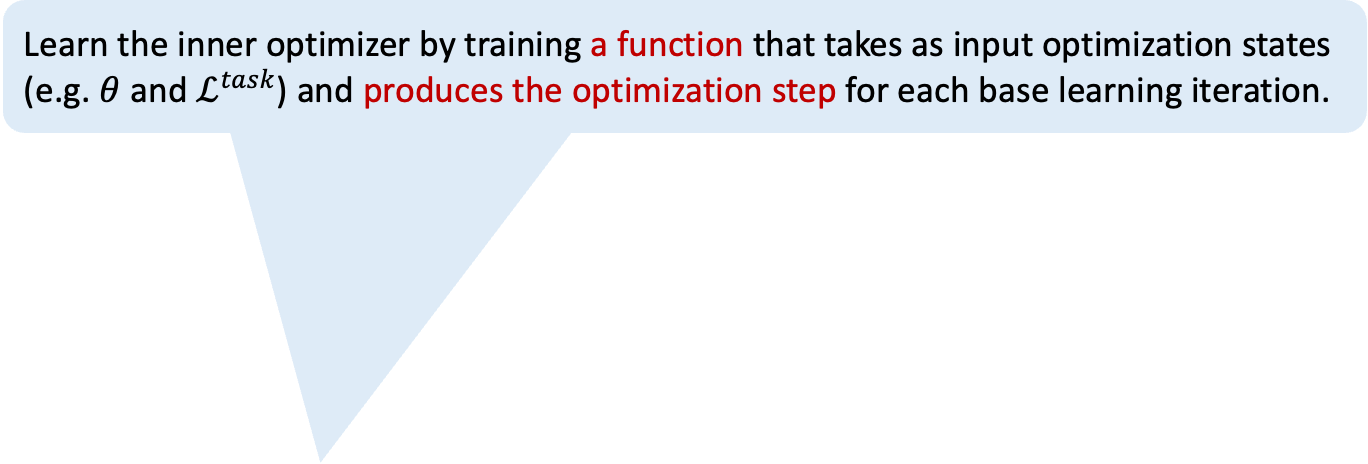 Learn the inner optimizer by training a function that takes as input optimization states
(e.g. 𝜃 and ℒ^{task}) and produces the optimization step for each base learning iteration.